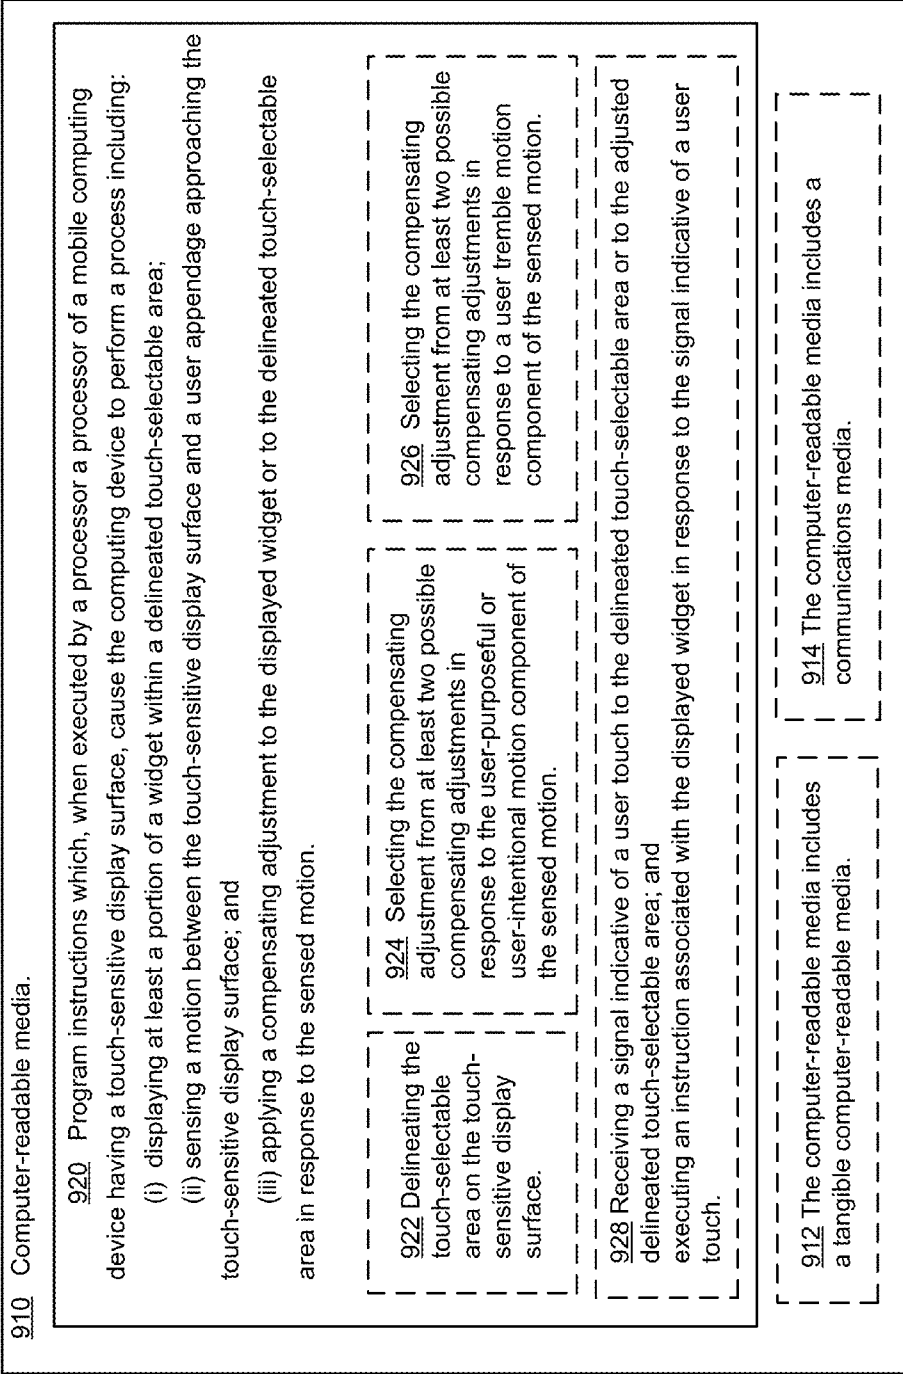 910 Computer-readable media.
920 Program instructions which, when executed by a processor a processor of a mobile computing
device having a touch-sensitive display surface, cause the computing device to perform a process including:
(i) displaying at least a portion of a widget within a delineated touch-selectable area;
(ii) sensing a motion between the touch-sensitive display surface and a user appendage approaching the
touch-sensitive display surface; and
(iii) applying a compensating adjustment to the displayed widget or to the delineated touch-selectable
area in response to the sensed motion.
922 Delineating the
touch-selectable
area on the touch-
sensitive display
surface.
924 Selecting the compensating
adjustment from at least two possible
compensating adjustments in
response to the user-purposeful or
user-intentional motion component of
the sensed motion.
926 Selecting the compensating
adjustment from at least two possible
compensating adjustments in
response to a user tremble motion
component of the sensed motion.
928 Receiving a signal indicative of a user touch to the delineated touch-selectable area or to the adjusted
delineated touch-selectable area; and
executing an instruction associated with the displayed widget in response to the signal indicative of a user
touch.
912 The computer-readable media includes
a tangible computer-readable media.
914 The computer-readable media includes a
communications media.